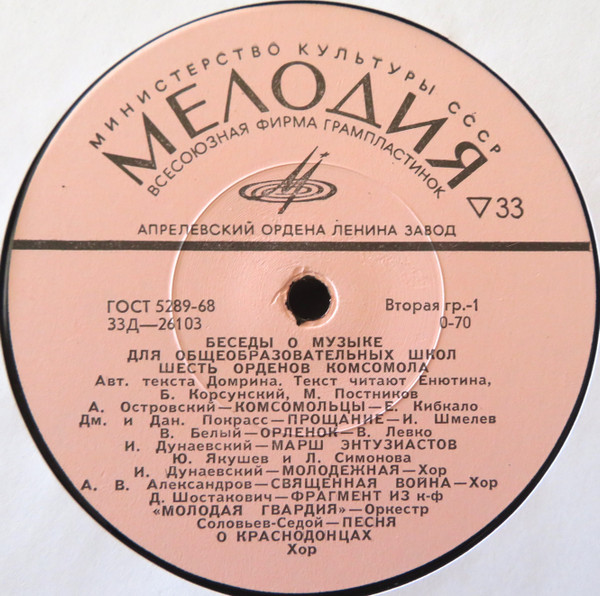 МИНИСТЕРСТВО КУЛЬТУРЫ СССР
МЕЛОДИЯ
ВСЕСОЮЗНАЯ ФИРМА ГРАМПЛАСТИНОК
▽33
АПРЕЛЕВСКИЙ ОРДЕНА ЛЕНИНА ЗАВОД
ГОСТ 5289-68 Вторая гр.-1
33Д—26103 0-70
БЕСЕДЫ О МУЗЫКЕ
ДЛЯ ОБЩЕОБРАЗОВАТЕЛЬНЫХ ШКОЛ
ШЕСТЬ ОРДЕНОВ КОМСОМОЛА
Авт. текста Домрина. Текст читают Енютина,
Б. Корсунский, М. Постников
А. Островский—КОМСОМОЛЬЦЫ—Е. Кибкало
Дм. и Дан. Покрасс—ПРОЩАНИЕ—И. Шмелев
В. Белый—ОРЛЕНОК—В. Левко
И. Дунаевский—МАРШ ЭНТУЗИАСТОВ
Ю. Якушев и Л. Симонова
И. Дунаевский—МОЛОДЕЖНАЯ—Хор
А. В. Александров—СВЯЩЕННАЯ ВОЙНА—Хор
Д. Шостакович—ФРАГМЕНТ ИЗ к-ф
«МОЛОДАЯ ГВАРДИЯ»—Оркестр
Соловьев-Седой—ПЕСНЯ
О КРАСНОДОНЦАХ
Хор